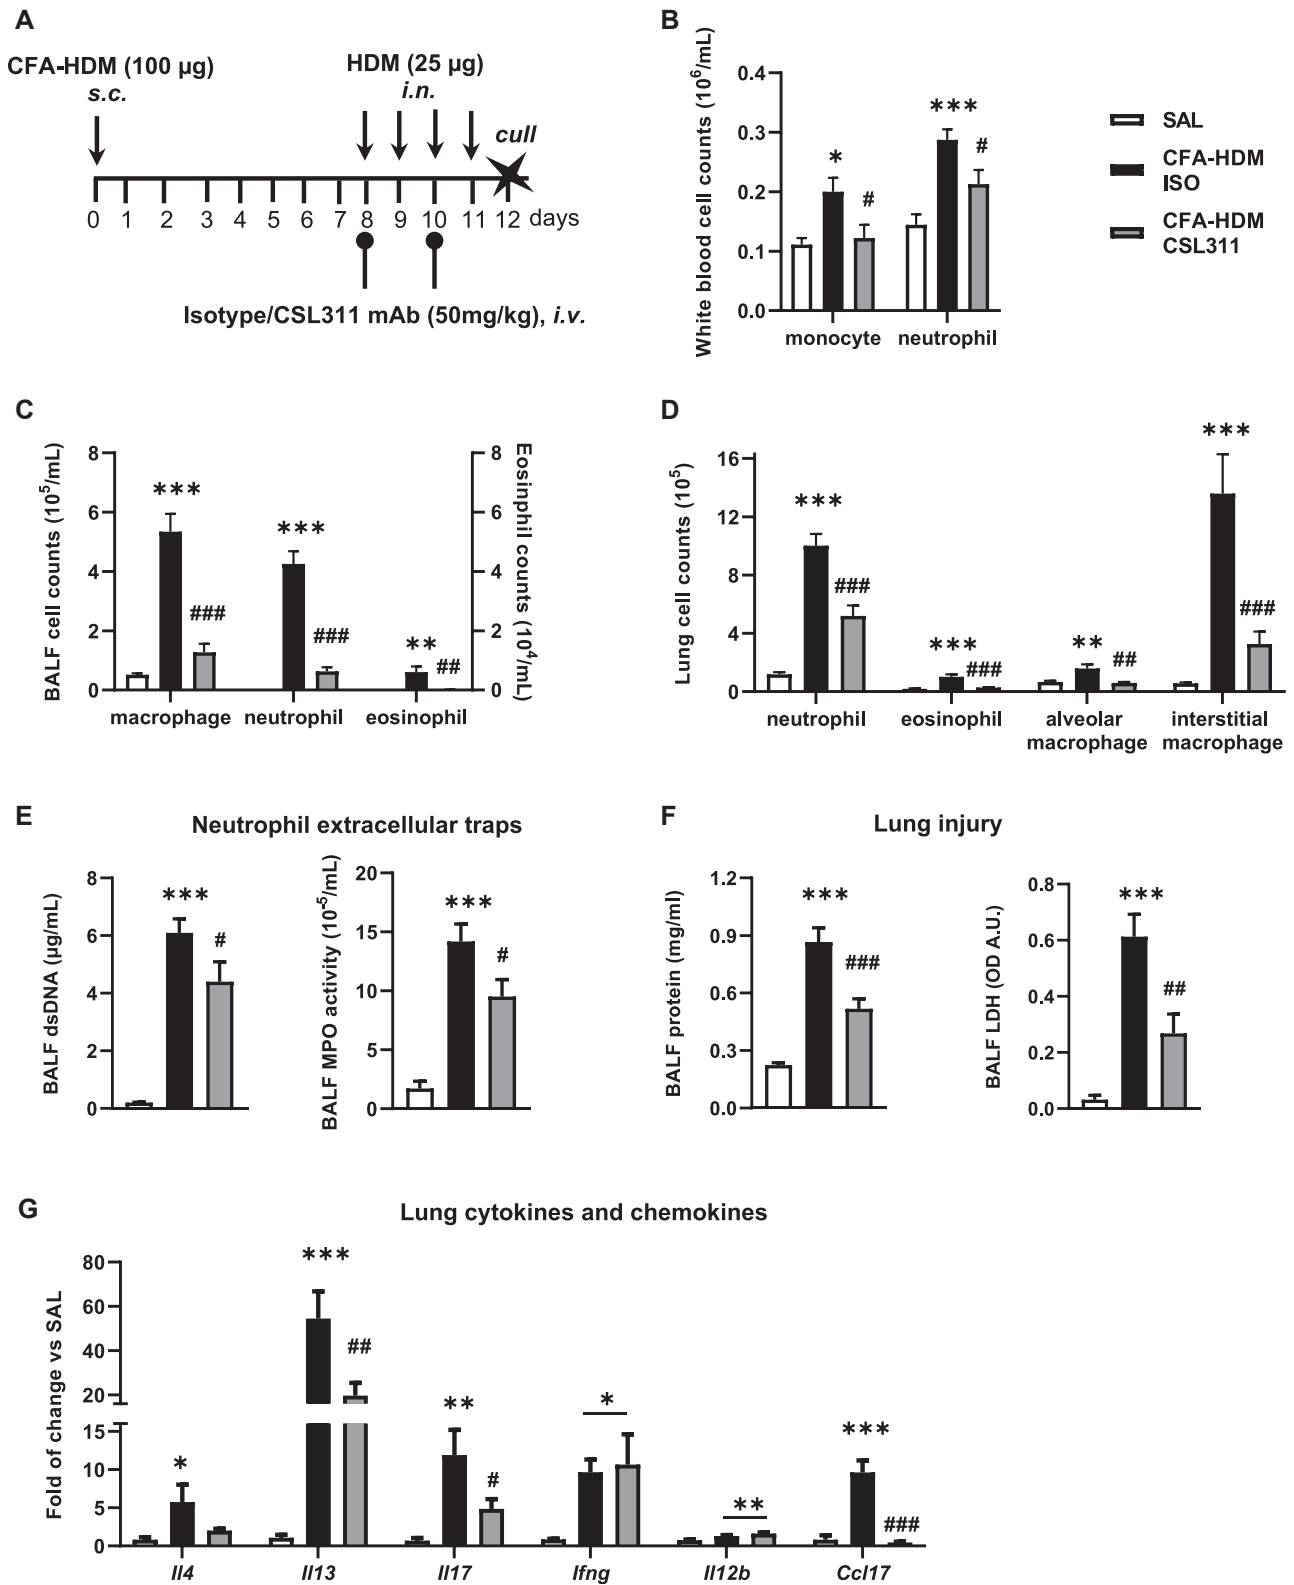 A
CFA-HDM (100 µg)
s.c.
HDM (25 µg)
i.n.
cull
0 1 2 3 4 5 6 7 8 9 10 11 12 days
Isotype/CSL311 mAb (50mg/kg), i.v.
B
White blood cell counts (10⁶/mL)
0.4
0.3
0.2
0.1
0.0
*
#
***
#
monocyte neutrophil
SAL
CFA-HDM
ISO
CFA-HDM
CSL311
C
BALF cell counts (10⁵/mL)
8
6
4
2
0
***
###
***
###
**
##
8
6
4
2
0
Eosinphil counts (10⁴/mL)
macrophage neutrophil eosinophil
D
Lung cell counts (10⁵)
16
12
8
4
0
***
###
***
###
**
##
***
###
neutrophil eosinophil alveolar interstitial
macrophage macrophage
E
Neutrophil extracellular traps
BALF dsDNA (µg/mL)
8
6
4
2
0
***
#
BALF MPO activity (10⁻⁵/mL)
20
15
10
5
0
***
#
F
Lung injury
BALF protein (mg/ml)
1.2
0.9
0.6
0.3
0.0
***
###
BALF LDH (OD A.U.)
0.8
0.6
0.4
0.2
0.0
***
##
G
Lung cytokines and chemokines
Fold of change vs SAL
80
60
40
20
15
10
5
0
*
***
##
**
#
*
**
***
###
Il4 Il13 Il17 Ifng Il12b Ccl17